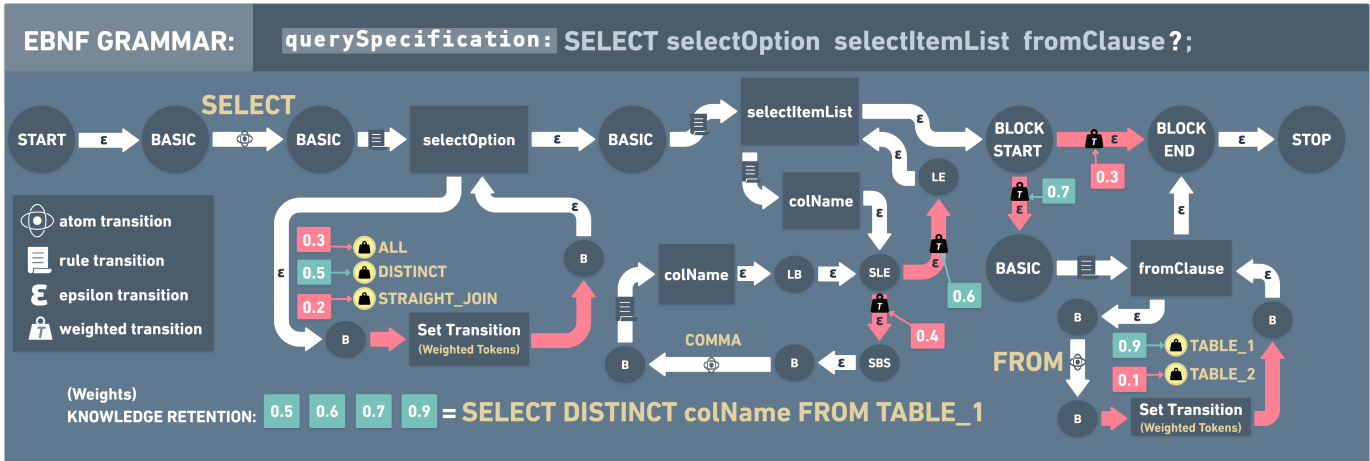 EBNF GRAMMAR:
querySpecification: SELECT selectOption selectItemList fromClause?;
START
ε
BASIC
SELECT
BASIC
selectOption
ε
BASIC
selectItemList
ε
BLOCK
START
T
ε
0.3
BLOCK
END
ε
STOP
atom transition
rule transition
ε epsilon transition
T weighted transition
ε
0.3 ALL
0.5 DISTINCT
0.2 STRAIGHT_JOIN
B
Set Transition
(Weighted Tokens)
B
ε
colName
ε
SLE
T
ε
0.6
LE
ε
T
ε
0.4
SBS
ε
B
COMMA
B
colName
ε
LB
ε
T
ε
0.7
BASIC
fromClause
ε
ε
B
FROM
B
0.9 TABLE_1
0.1 TABLE_2
Set Transition
(Weighted Tokens)
B
ε
(Weights)
KNOWLEDGE RETENTION: 0.5 0.6 0.7 0.9 = SELECT DISTINCT colName FROM TABLE_1